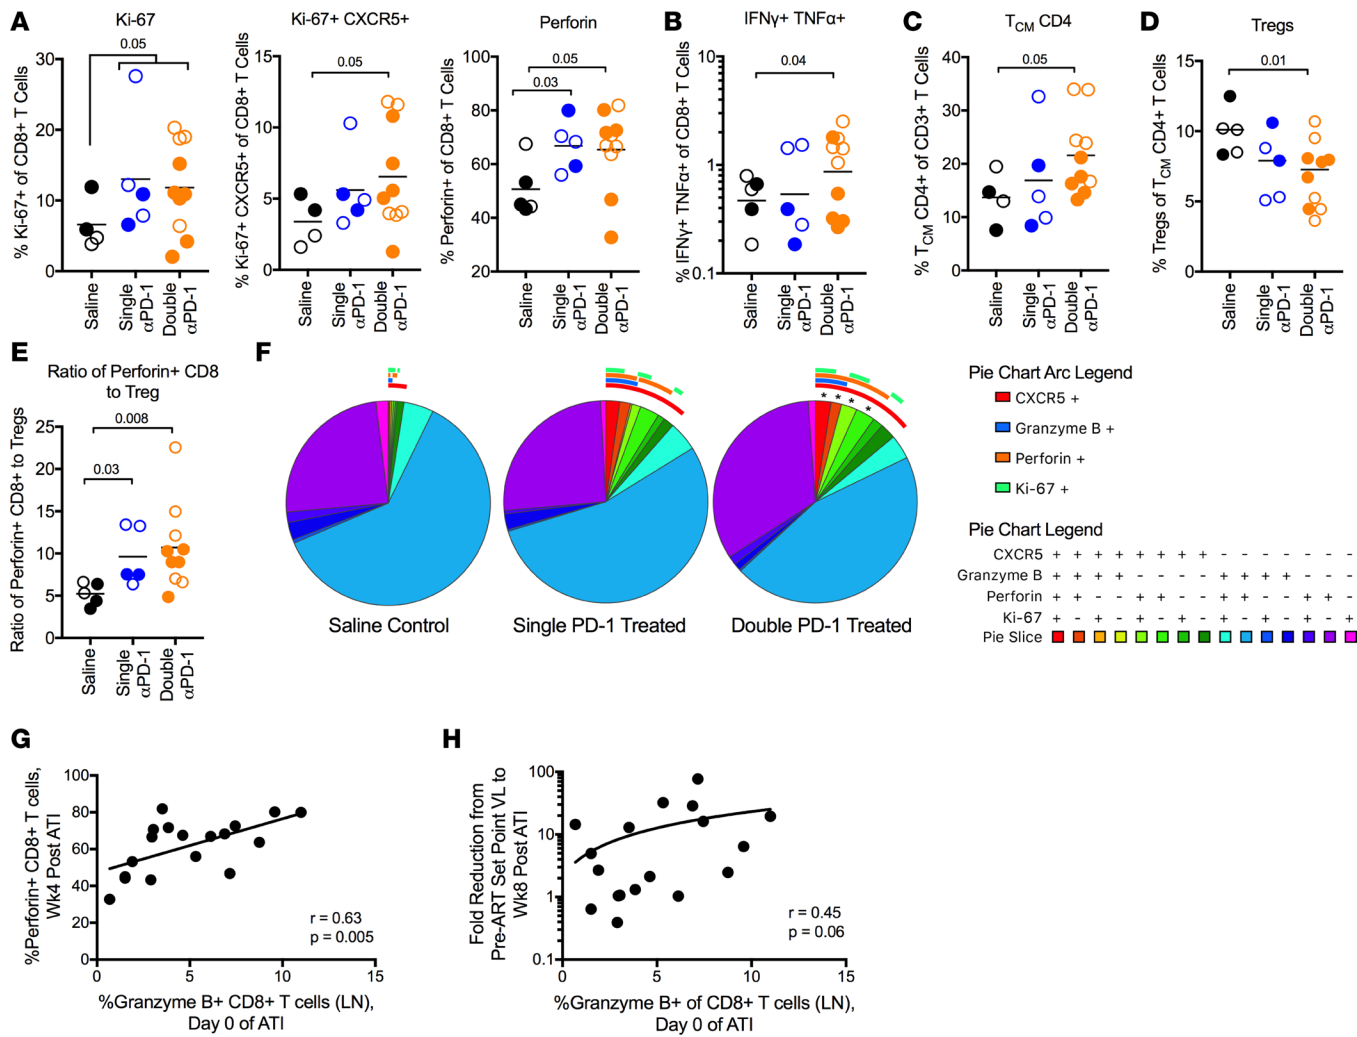 A
Ki-67
0.05
% Ki-67+ of CD8+ T Cells
30
20
10
0
Saline
Single
αPD-1
Double
αPD-1
Ki-67+ CXCR5+
0.05
% Ki-67+ CXCR5+ of CD8+ T Cells
15
10
5
0
Saline
Single
αPD-1
Double
αPD-1
Perforin
0.05
0.03
% Perforin+ of CD8+ T Cells
100
80
60
40
20
Saline
Single
αPD-1
Double
αPD-1
B
IFNγ+ TNFα+
0.04
% IFNγ+ TNFα+ of CD8+ T Cells
10
1
0.1
Saline
Single
αPD-1
Double
αPD-1
C
TCM CD4
0.05
% TCM CD4+ of CD3+ T Cells
40
30
20
10
0
Saline
Single
αPD-1
Double
αPD-1
D
Tregs
0.01
% Tregs of TCM CD4+ T Cells
15
10
5
0
Saline
Single
αPD-1
Double
αPD-1
E
Ratio of Perforin+ CD8
to Treg
0.008
0.03
Ratio of Perforin+ CD8+ to Tregs
25
20
15
10
5
0
Saline
Single
αPD-1
Double
αPD-1
F
* * * *
Saline Control
Single PD-1 Treated
Double PD-1 Treated
Pie Chart Arc Legend
CXCR5 +
Granzyme B +
Perforin +
Ki-67 +
Pie Chart Legend
CXCR5 + + + + + + + + - - - - - - -
Granzyme B + + + + - - - - + + + + - - -
Perforin + + - - + + - - + + - - + + -
Ki-67 + - + - + - + - + - + - + - +
Pie Slice
G
%Perforin+ CD8+ T cells,
Wk4 Post ATI
100
80
60
40
20
0
r = 0.63
p = 0.005
0 5 10 15
%Granzyme B+ CD8+ T cells (LN),
Day 0 of ATI
H
Fold Reduction from
Pre-ART Set Point VL to
Wk8 Post ATI
100
10
1
0.1
r = 0.45
p = 0.06
0 5 10 15
%Granzyme B+ of CD8+ T cells (LN),
Day 0 of ATI